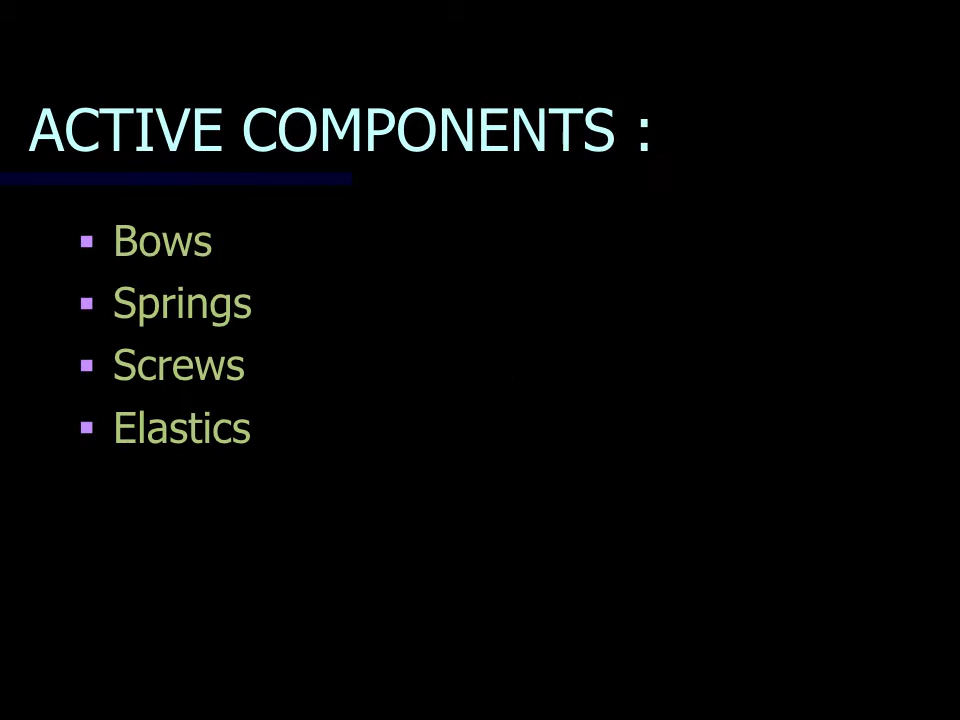 ACTIVE COMPONENTS :
▪ Bows
▪ Springs
▪ Screws
▪ Elastics